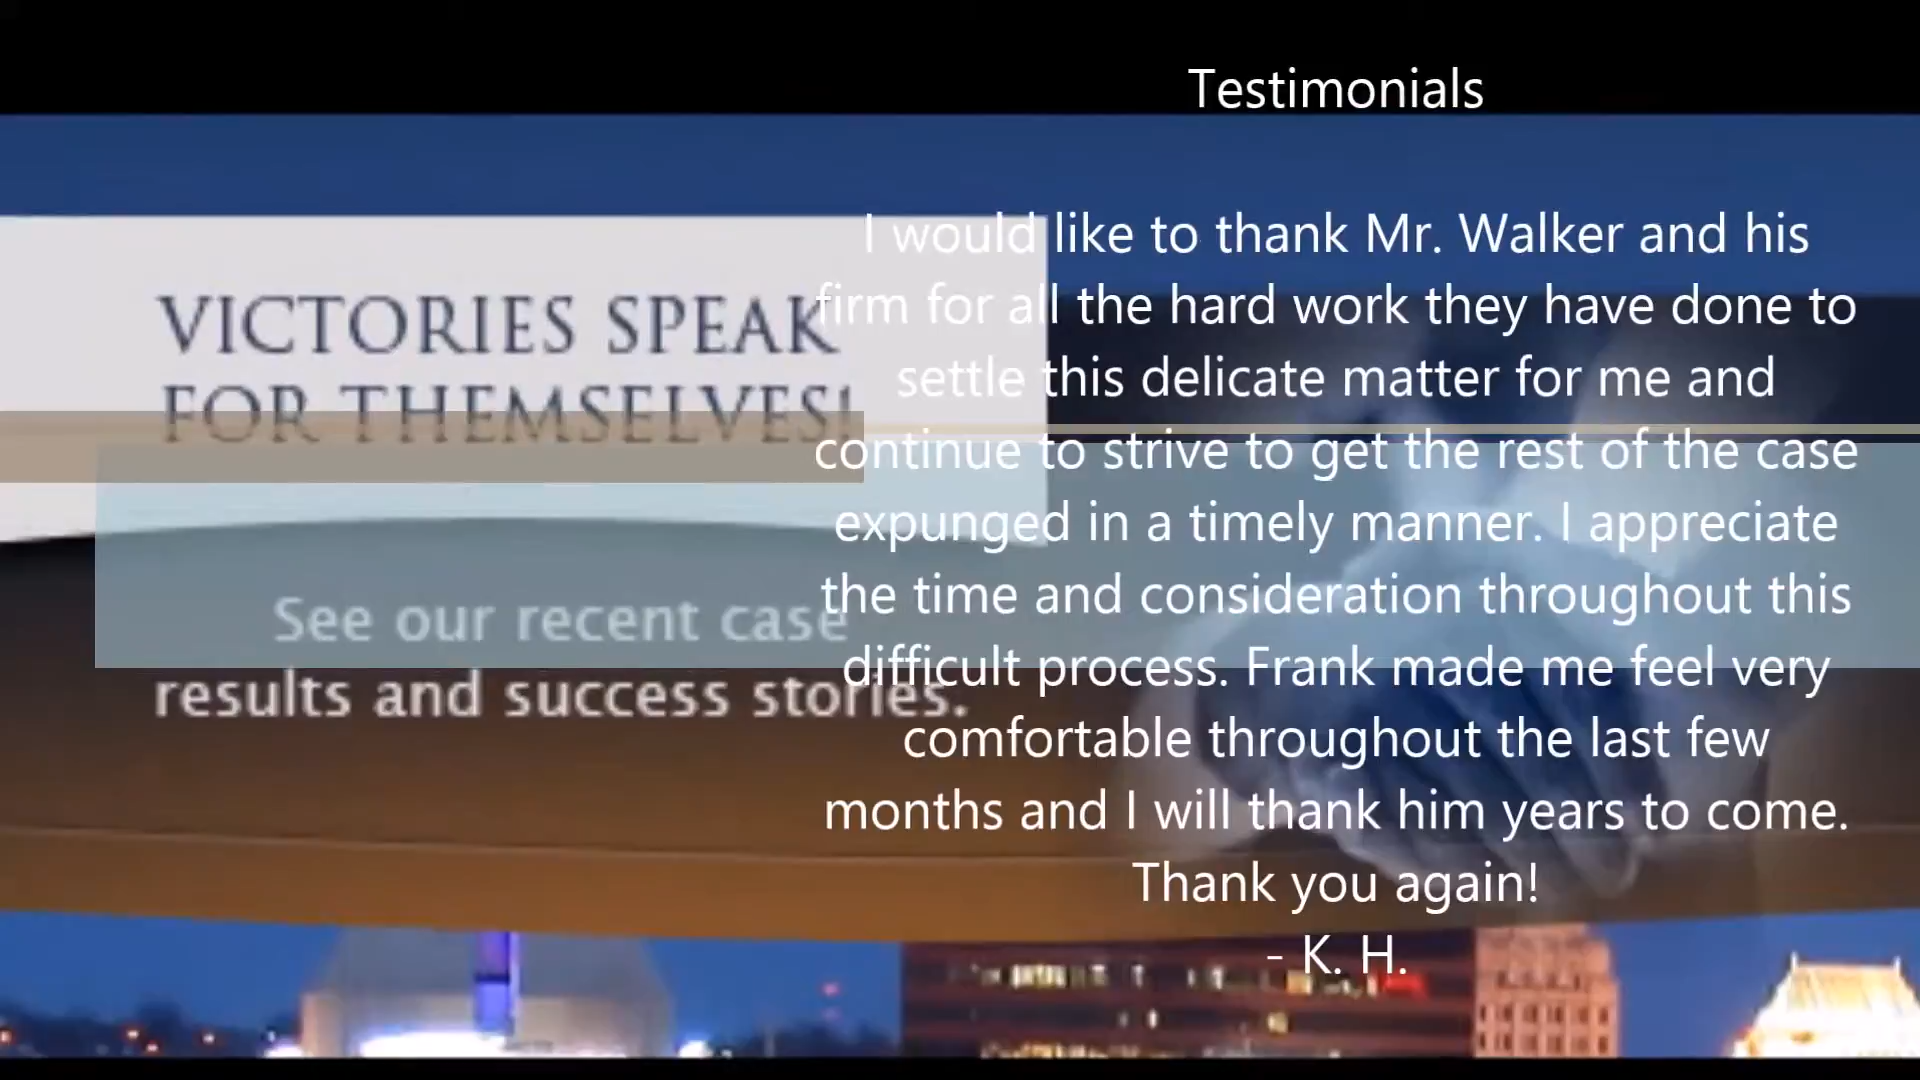 Testimonials
VICTORIES SPEAK
FOR THEMSELVES!
See our recent case
results and success stories.
I would like to thank Mr. Walker and his
firm for all the hard work they have done to
settle this delicate matter for me and
continue to strive to get the rest of the case
expunged in a timely manner. I appreciate
the time and consideration throughout this
difficult process. Frank made me feel very
comfortable throughout the last few
months and I will thank him years to come.
Thank you again!
- K. H.